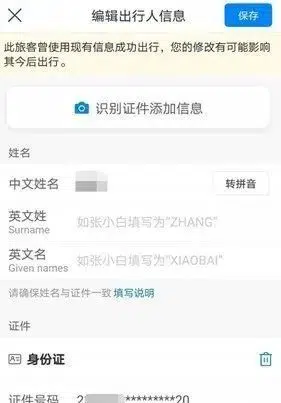 编辑出行人信息
保存
此旅客曾使用现有信息成功出行，您的修改有可能影响
其今后出行。
识别证件添加信息
姓名
中文姓名
转拼音
英文姓 如张小白填写为"ZHANG"
Surname
英文名 如张小白填写为"XIAOBAI"
Given names
请确保姓名与证件一致 填写说明
证件
身份证
证件号码 2 *********20